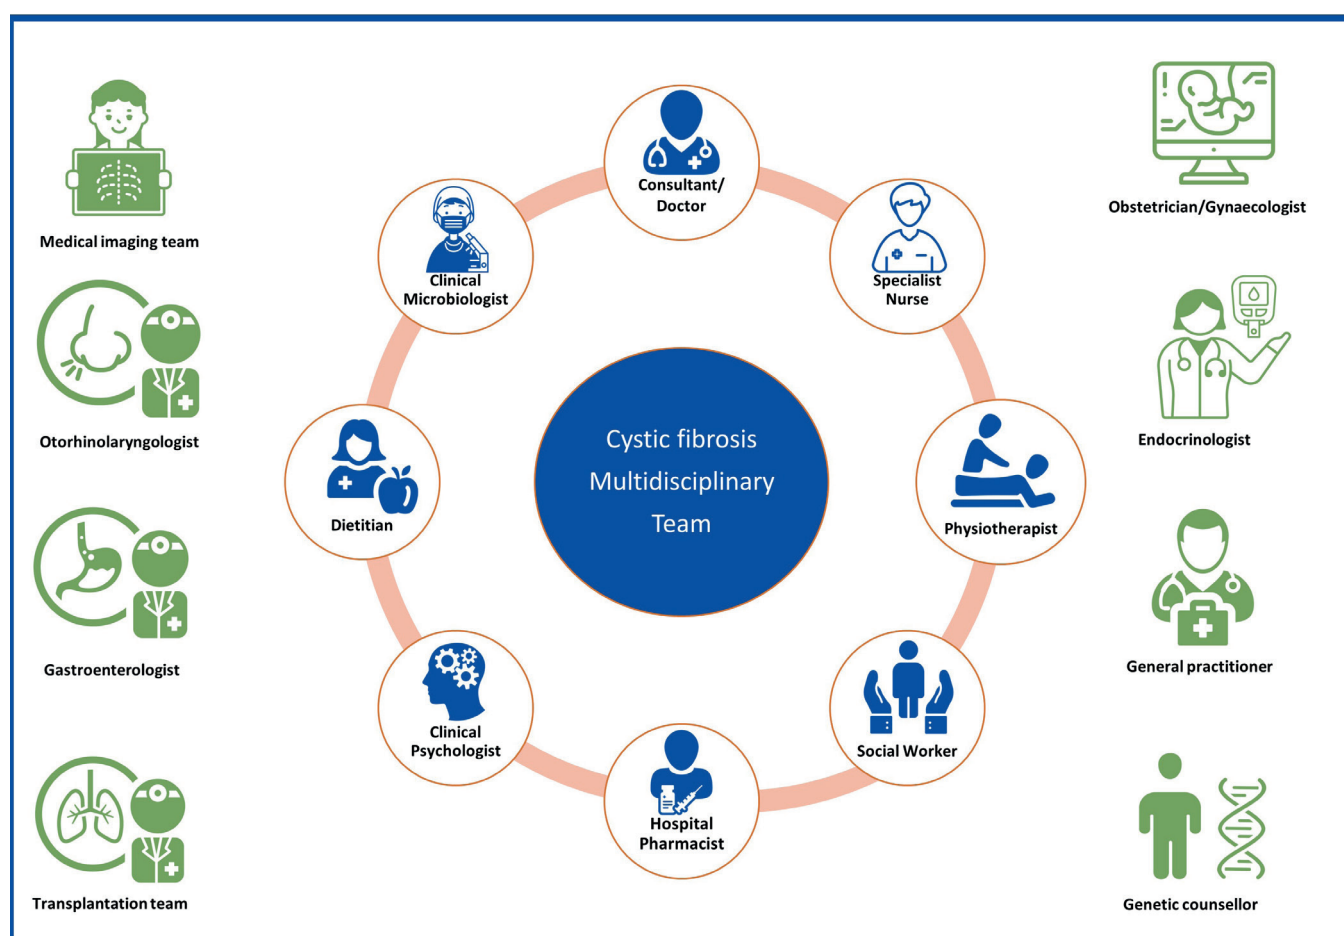 Medical imaging team
Otorhinolaryngologist
Gastroenterologist
Transplantation team
Consultant/
Doctor
Specialist
Nurse
Physiotherapist
Social Worker
Hospital
Pharmacist
Clinical
Psychologist
Dietitian
Clinical
Microbiologist
Cystic fibrosis
Multidisciplinary
Team
Obstetrician/Gynaecologist
Endocrinologist
General practitioner
Genetic counsellor